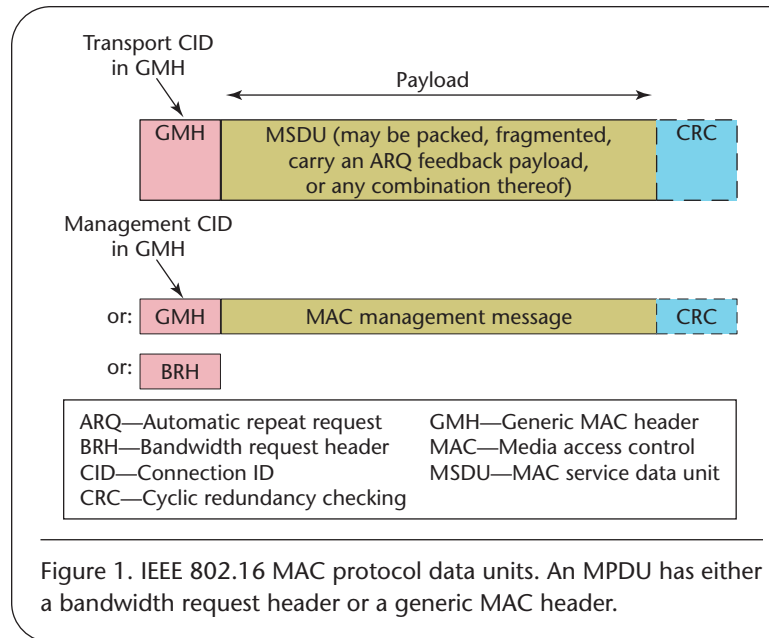 Transport CID
in GMH
Payload
GMH
MSDU (may be packed, fragmented,
carry an ARQ feedback payload,
or any combination thereof)
CRC
Management CID
in GMH
or: GMH MAC management message CRC
or: BRH
ARQ—Automatic repeat request
BRH—Bandwidth request header
CID—Connection ID
CRC—Cyclic redundancy checking
GMH—Generic MAC header
MAC—Media access control
MSDU—MAC service data unit
Figure 1. IEEE 802.16 MAC protocol data units. An MPDU has either
a bandwidth request header or a generic MAC header.